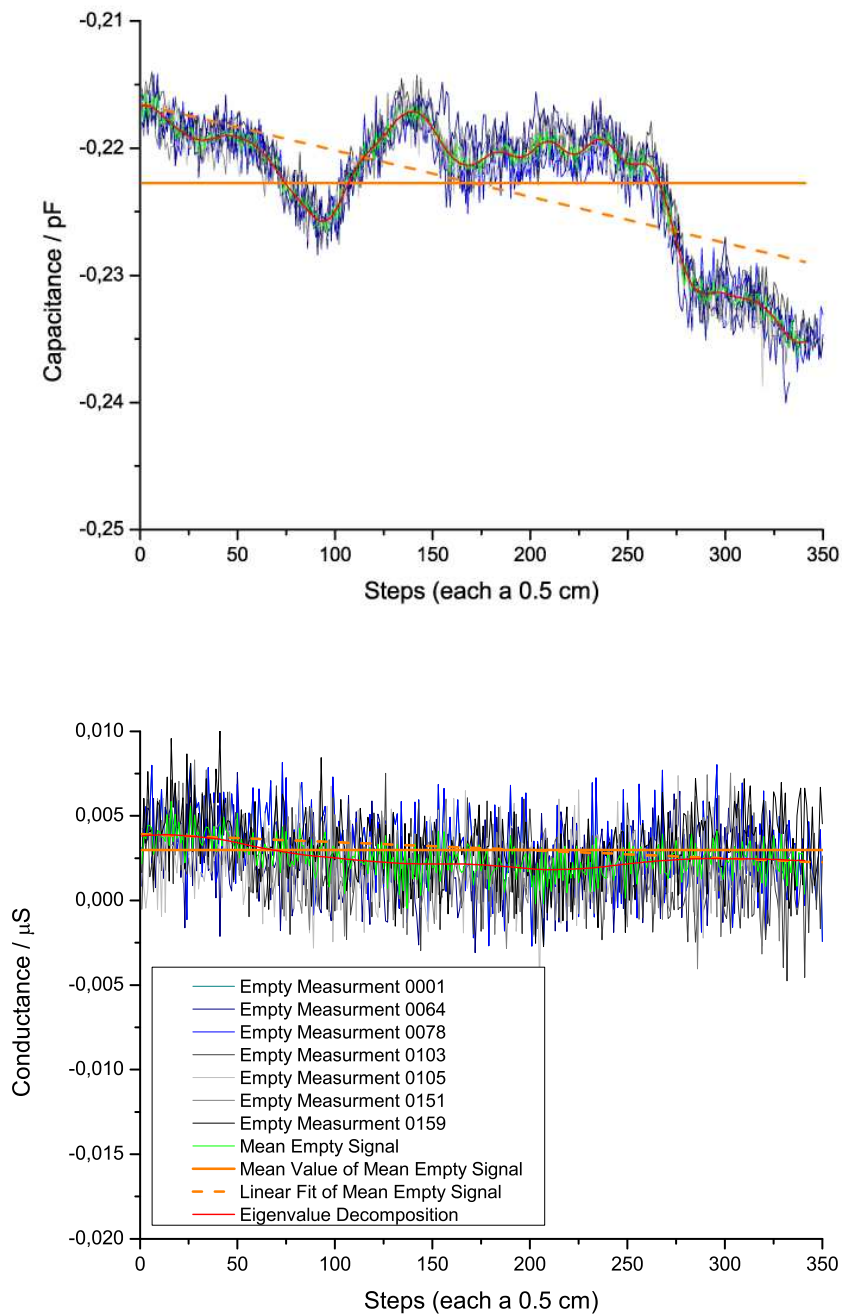 -0,21
-0,22
-0,23
-0,24
-0,25
Capacitance / pF
0 50 100 150 200 250 300 350
Steps (each a 0.5 cm)
0,010
0,005
0,000
-0,005
-0,010
-0,015
-0,020
Conductance / μS
Empty Measurment 0001
Empty Measurment 0064
Empty Measurment 0078
Empty Measurment 0103
Empty Measurment 0105
Empty Measurment 0151
Empty Measurment 0159
Mean Empty Signal
Mean Value of Mean Empty Signal
Linear Fit of Mean Empty Signal
Eigenvalue Decomposition
0 50 100 150 200 250 300 350
Steps (each a 0.5 cm)